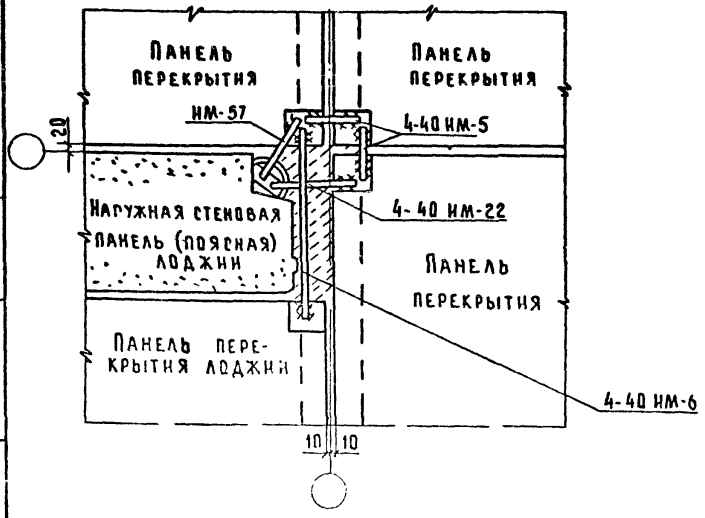 ПАНЕЛЬ
ПЕРЕКРЫТИЯ
ПАНЕЛЬ
ПЕРЕКРЫТИЯ
НМ-57
4-40 НМ-5
20
НАРУЖНАЯ СТЕНОВАЯ
ПАНЕЛЬ (ПОЯСНАЯ)
ЛОДЖИИ
4-40 НМ-22
ПАНЕЛЬ
ПЕРЕКРЫТИЯ
ПАНЕЛЬ ПЕРЕ-
КРЫТИЯ ЛОДЖИИ
4-40 НМ-6
10 10